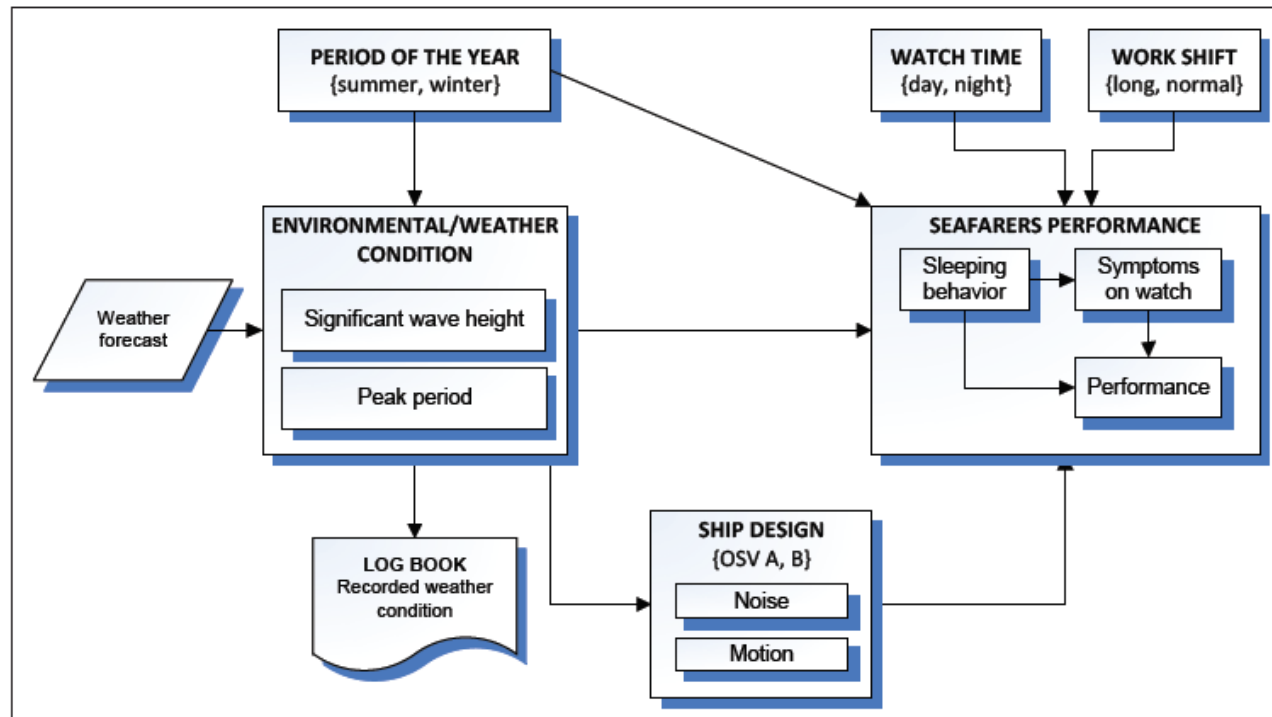 PERIOD OF THE YEAR
{summer, winter}
WATCH TIME
{day, night}
WORK SHIFT
{long, normal}
ENVIRONMENTAL/WEATHER
CONDITION
Significant wave height
Peak period
Weather
forecast
SEAFARERS PERFORMANCE
Sleeping
behavior
Symptoms
on watch
Performance
LOG BOOK
Recorded weather
condition
SHIP DESIGN
{OSV A, B}
Noise
Motion